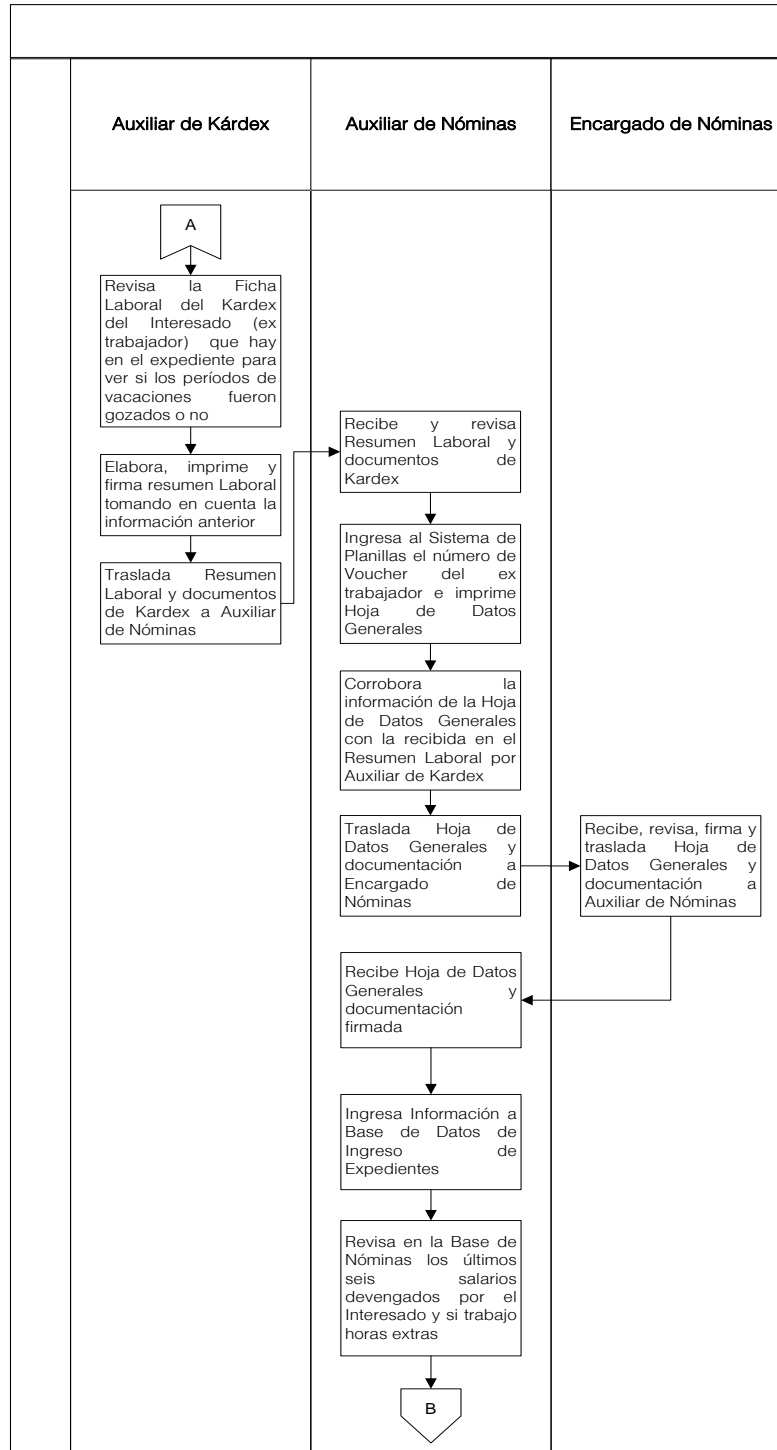 Auxiliar de Kárdex
Auxiliar de Nóminas
Encargado de Nóminas
A
Revisa la Ficha
Laboral del Kardex
del Interesado (ex
trabajador) que hay
en el expediente para
ver si los períodos de
vacaciones fueron
gozados o no
Elabora, imprime y
firma resumen Laboral
tomando en cuenta la
información anterior
Traslada Resumen
Laboral y documentos
de Kardex a Auxiliar
de Nóminas
Recibe y revisa
Resumen Laboral y
documentos de
Kardex
Ingresa al Sistema de
Planillas el número de
Voucher del ex
trabajador e imprime
Hoja de Datos
Generales
Corrobora la
información de la Hoja
de Datos Generales
con la recibida en el
Resumen Laboral por
Auxiliar de Kardex
Traslada Hoja de
Datos Generales y
documentación a
Encargado de
Nóminas
Recibe, revisa, firma y
traslada Hoja de
Datos Generales y
documentación a
Auxiliar de Nóminas
Recibe Hoja de Datos
Generales y
documentación
firmada
Ingresa Información a
Base de Datos de
Ingreso de
Expedientes
Revisa en la Base de
Nóminas los últimos
seis salarios
devengados por el
Interesado y si trabajo
horas extras
B